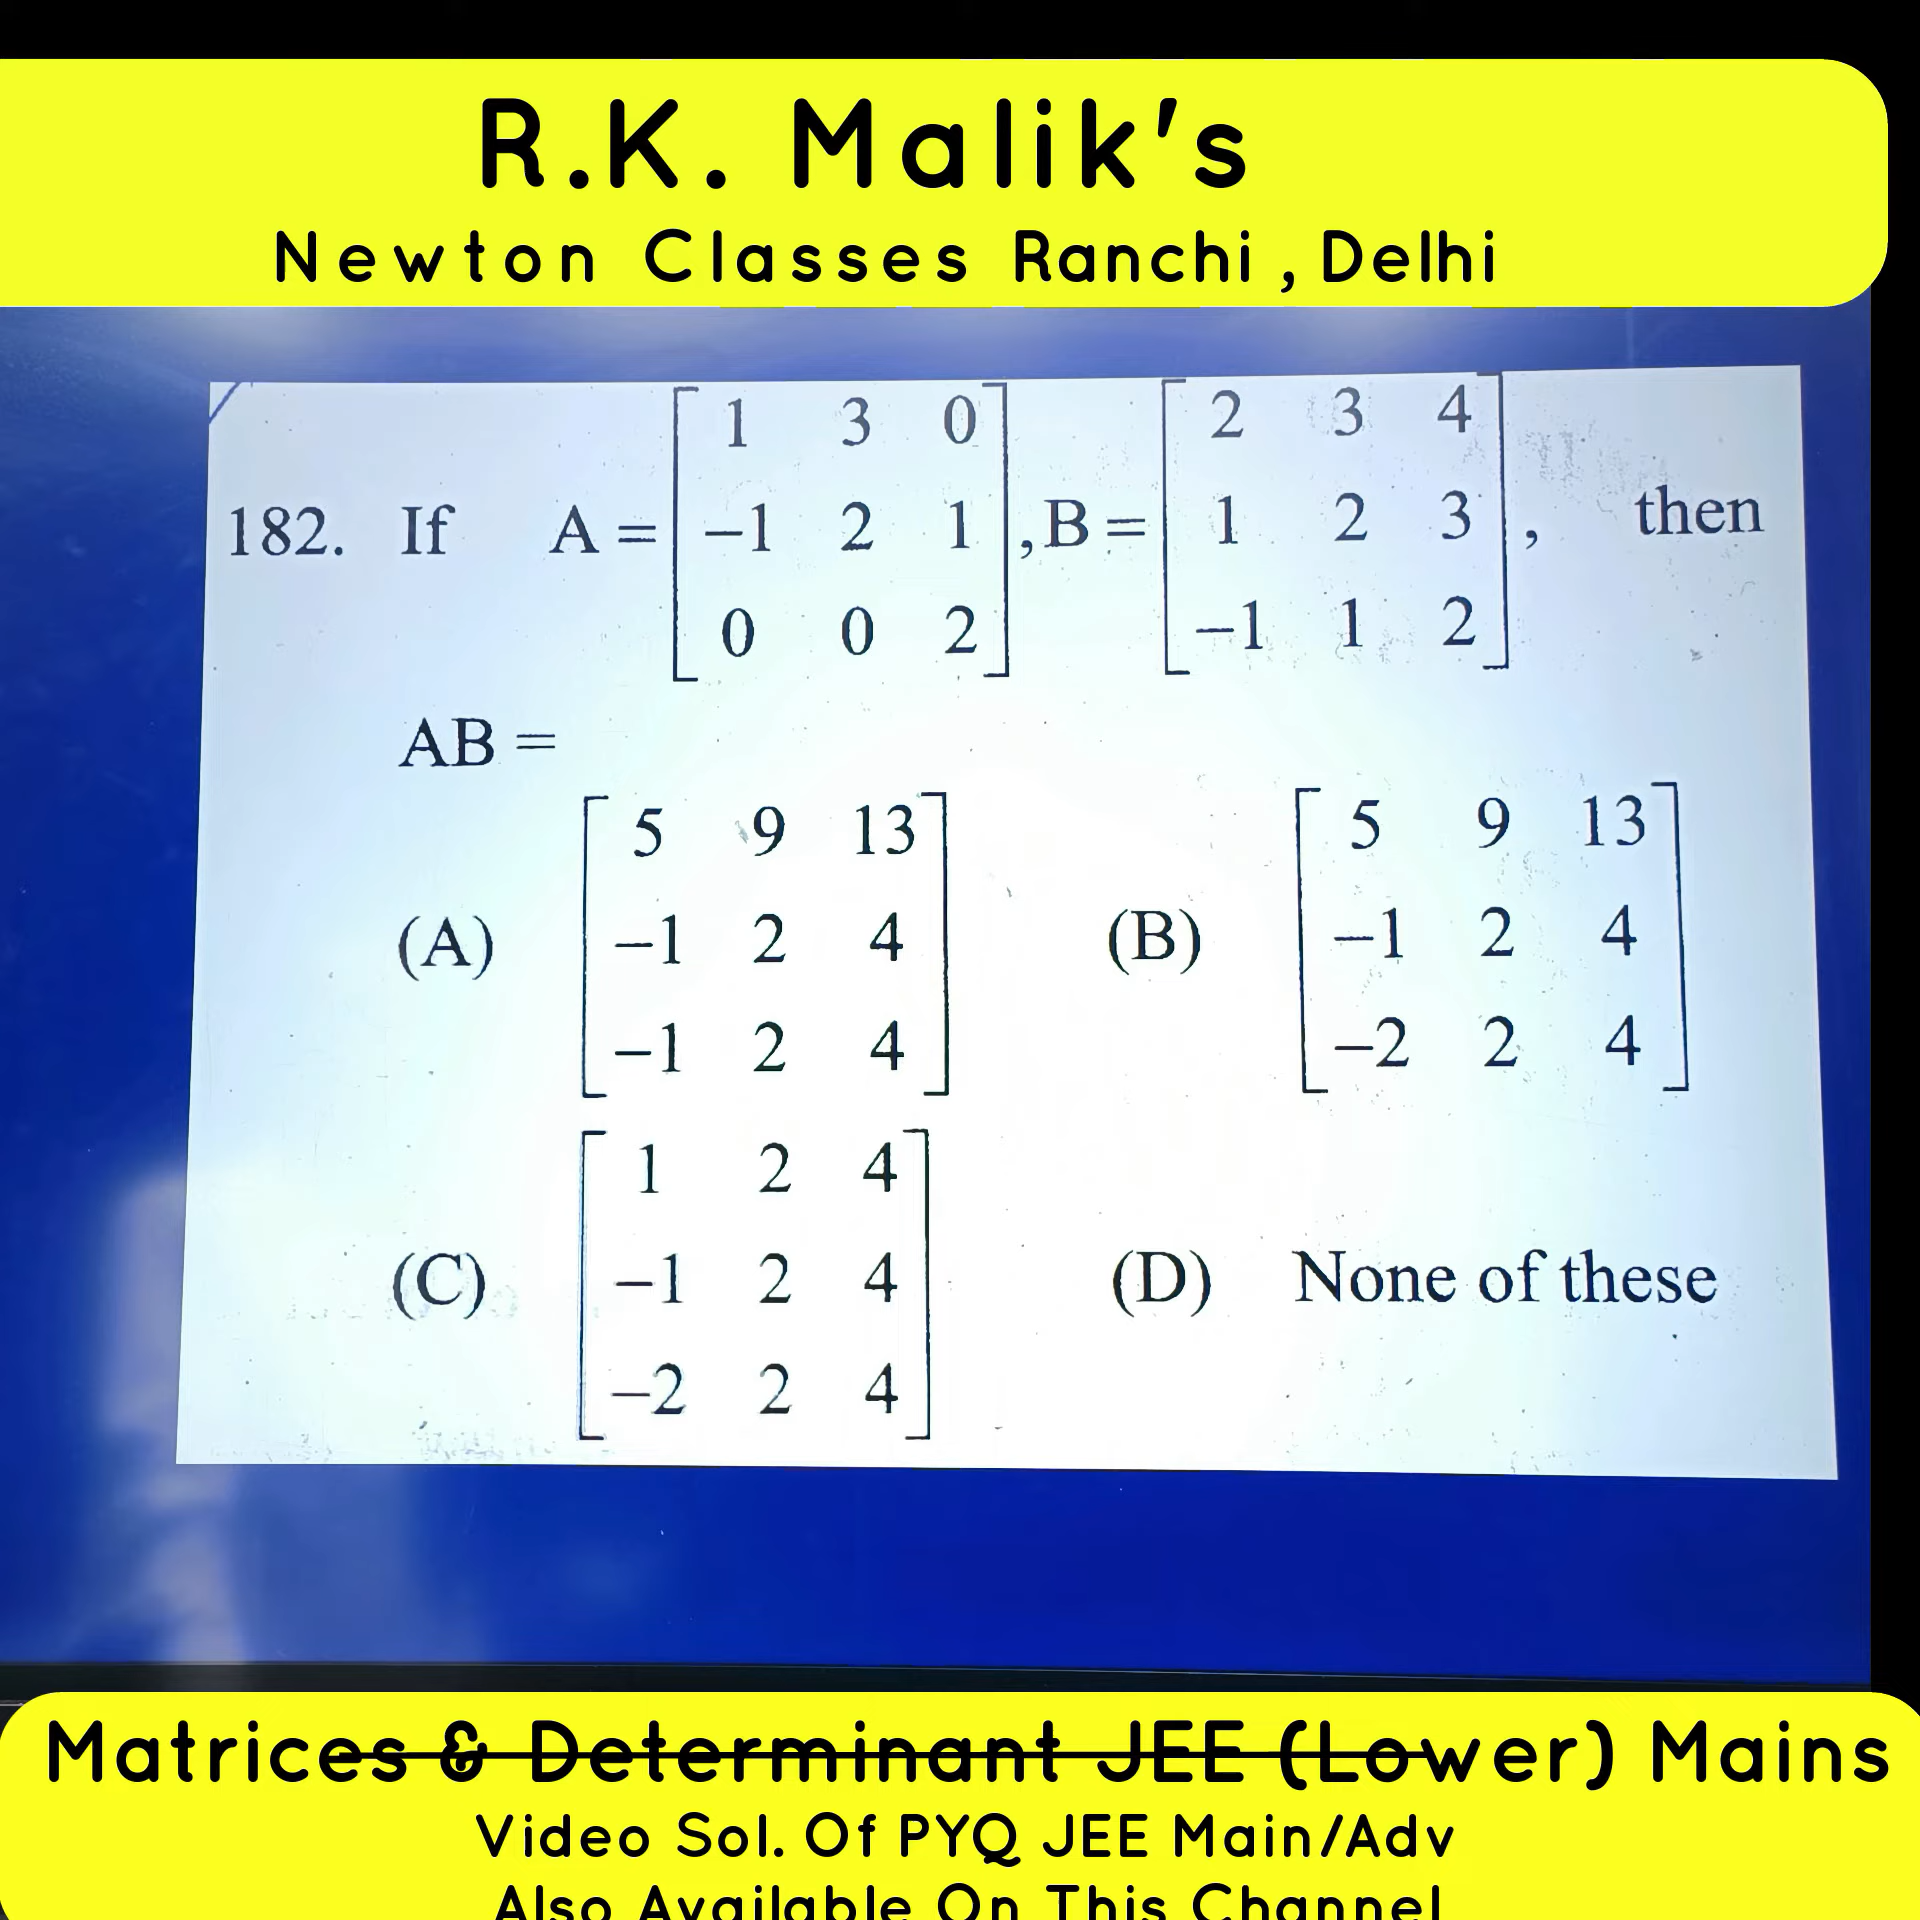 R.K. Malik's
Newton Classes Ranchi , Delhi
182. If A = [ 1 3 0 ; −1 2 1 ; 0 0 2 ] , B = [ 2 3 4 ; 1 2 3 ; −1 1 2 ] , then
AB =
(A) [ 5 9 13 ; −1 2 4 ; −1 2 4 ] (B) [ 5 9 13 ; −1 2 4 ; −2 2 4 ]
(C) [ 1 2 4 ; −1 2 4 ; −2 2 4 ] (D) None of these
Matrices & Determinant JEE (Lower) Mains
Video Sol. Of PYQ JEE Main/Adv
Also Available On This Channel